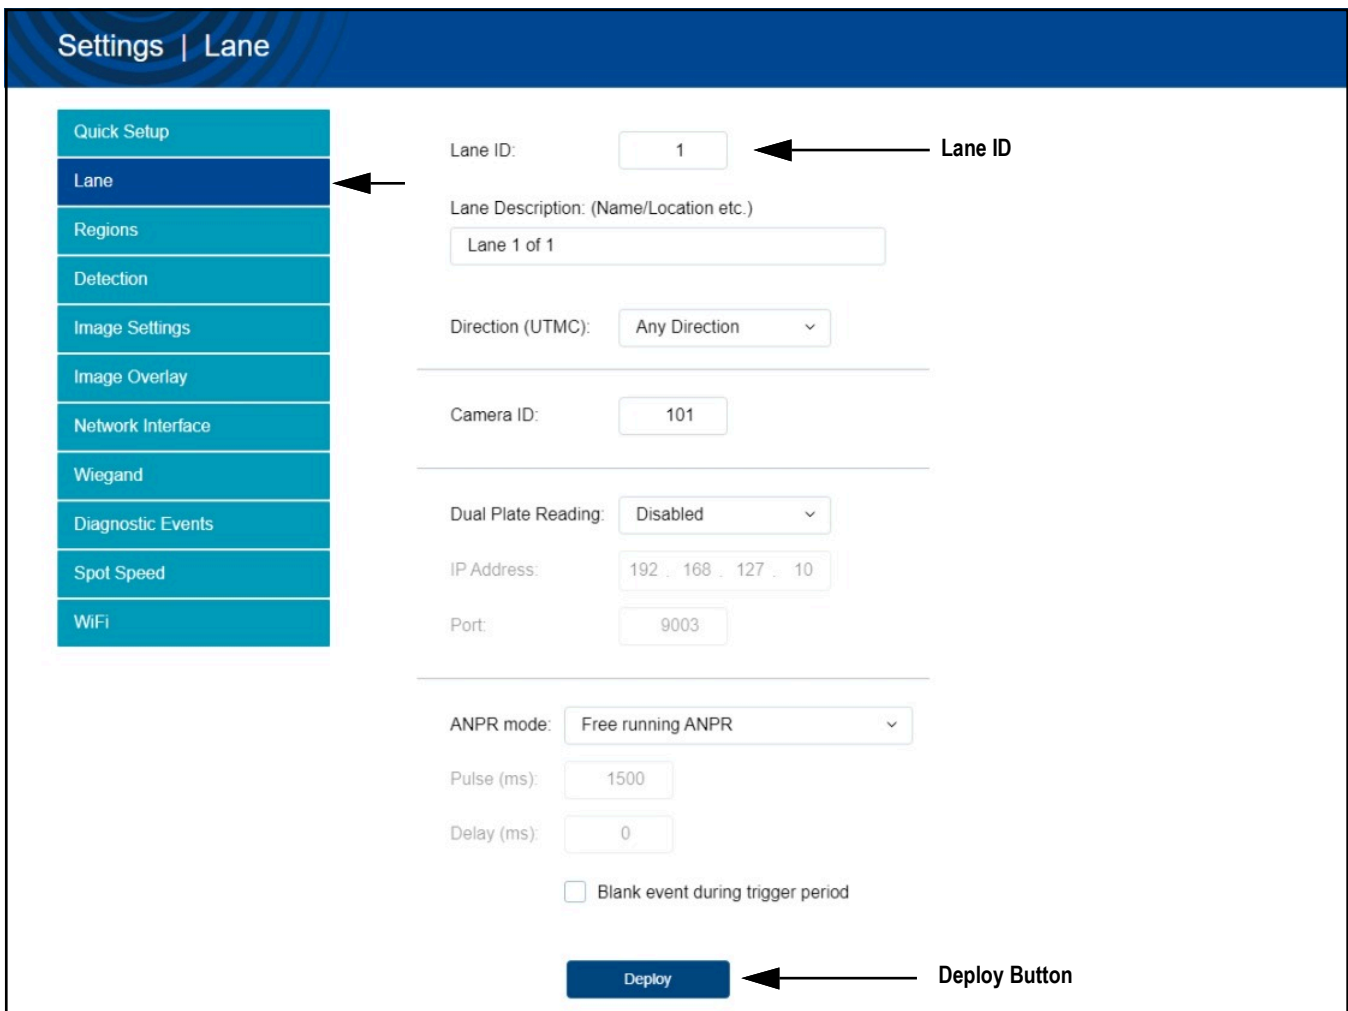 Settings | Lane
Quick Setup
Lane
Regions
Detection
Image Settings
Image Overlay
Network Interface
Wiegand
Diagnostic Events
Spot Speed
WiFi
Lane ID: 1 Lane ID
Lane Description: (Name/Location etc.)
Lane 1 of 1
Direction (UTMC): Any Direction
Camera ID: 101
Dual Plate Reading: Disabled
IP Address: 192 . 168 . 127 . 10
Port: 9003
ANPR mode: Free running ANPR
Pulse (ms): 1500
Delay (ms): 0
Blank event during trigger period
Deploy Deploy Button